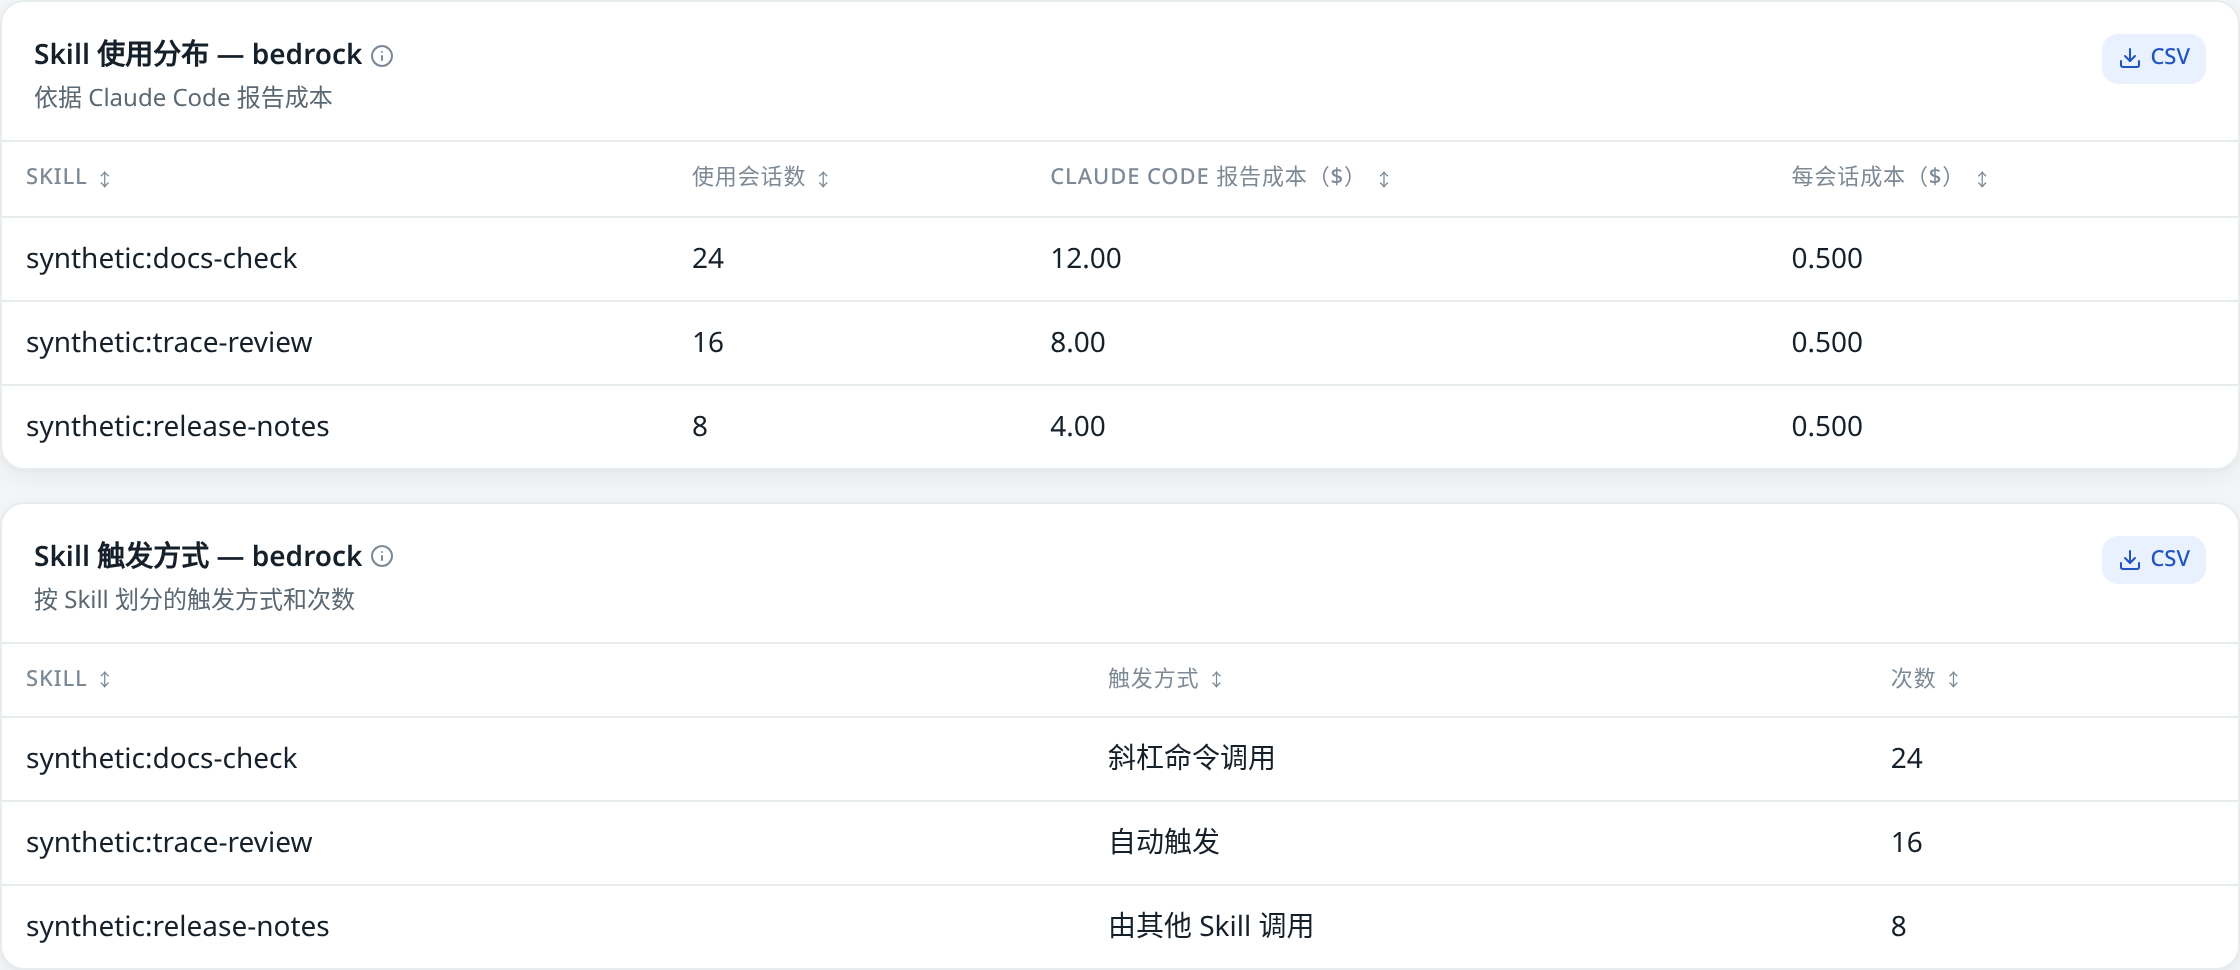 Skill 使用分布 — bedrock
CSV
依据 Claude Code 报告成本
SKILL 使用会话数 CLAUDE CODE 报告成本（$） 每会话成本（$）
synthetic:docs-check 24 12.00 0.500
synthetic:trace-review 16 8.00 0.500
synthetic:release-notes 8 4.00 0.500
Skill 触发方式 — bedrock
CSV
按 Skill 划分的触发方式和次数
SKILL 触发方式 次数
synthetic:docs-check 斜杠命令调用 24
synthetic:trace-review 自动触发 16
synthetic:release-notes 由其他 Skill 调用 8